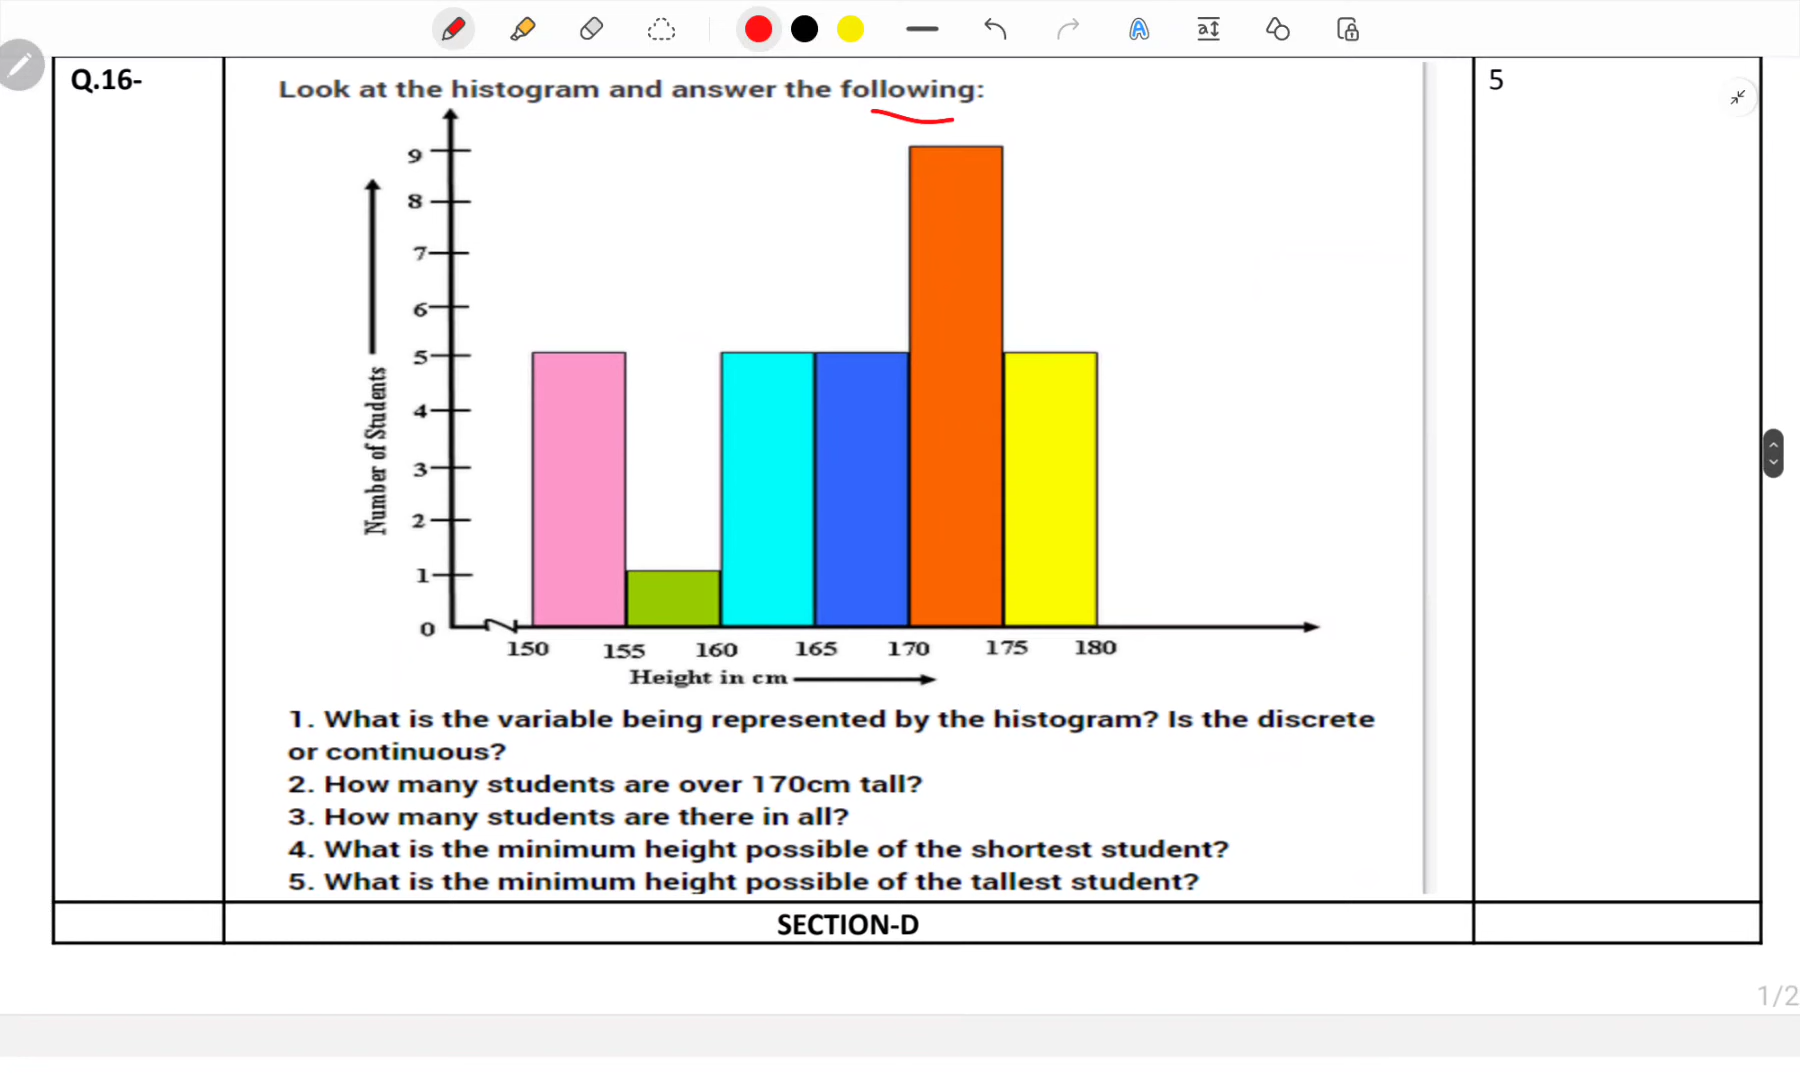 Q.16-
Look at the histogram and answer the following:
5
9
8
7
6
5
4
3
2
1
0
Number of Students
150 155 160 165 170 175 180
Height in cm
1. What is the variable being represented by the histogram? Is the discrete
or continuous?
2. How many students are over 170cm tall?
3. How many students are there in all?
4. What is the minimum height possible of the shortest student?
5. What is the minimum height possible of the tallest student?
SECTION-D
1/2